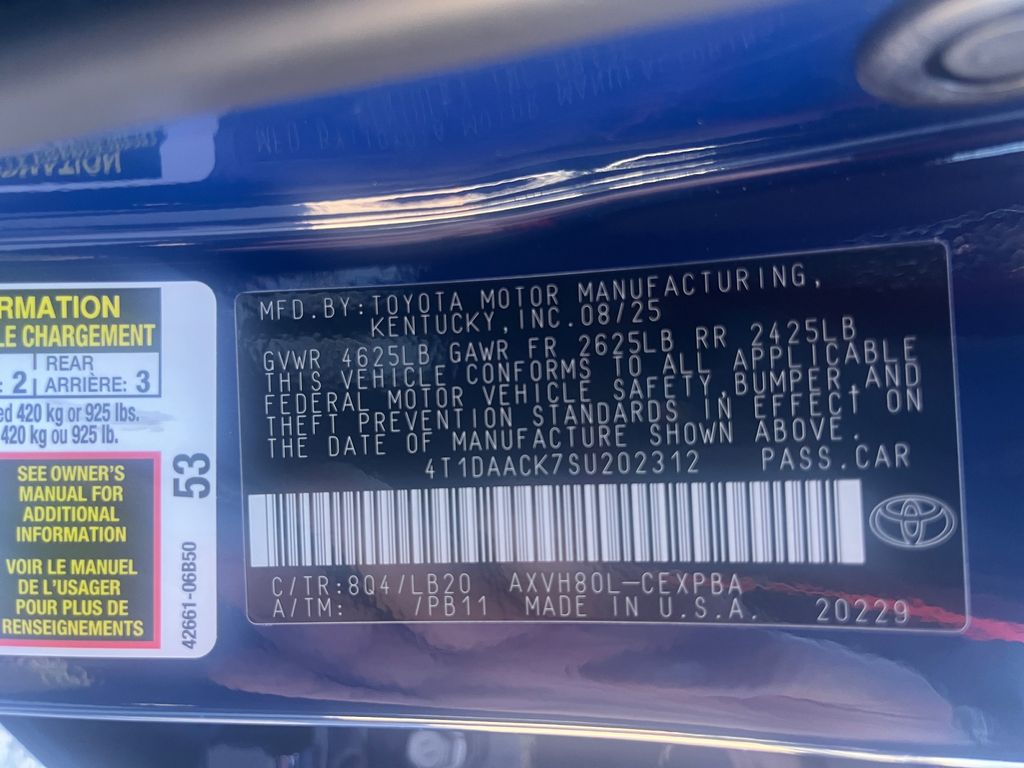 RMATION
LE CHARGEMENT
: 2 | REAR
ARRIÈRE: 3
ed 420 kg or 925 lbs.
420 kg ou 925 lb.
SEE OWNER'S
MANUAL FOR
ADDITIONAL
INFORMATION
VOIR LE MANUEL
DE L'USAGER
POUR PLUS DE
RENSEIGNEMENTS
53
42661-06B50
MFD.BY:TOYOTA MOTOR MANUFACTURING,
KENTUCKY,INC.08/25
GVWR 4625LB GAWR FR 2625LB RR 2425LB
THIS VEHICLE CONFORMS TO ALL APPLICABLE
FEDERAL MOTOR VEHICLE SAFETY,BUMPER,AND
THEFT PREVENTION STANDARDS IN EFFECT ON
THE DATE OF MANUFACTURE SHOWN ABOVE.
4T1DAACK7SU202312 PASS.CAR
C/TR:8Q4/LB20 AXVH80L-CEXPBA
A/TM: /PB11 MADE IN U.S.A. 20229